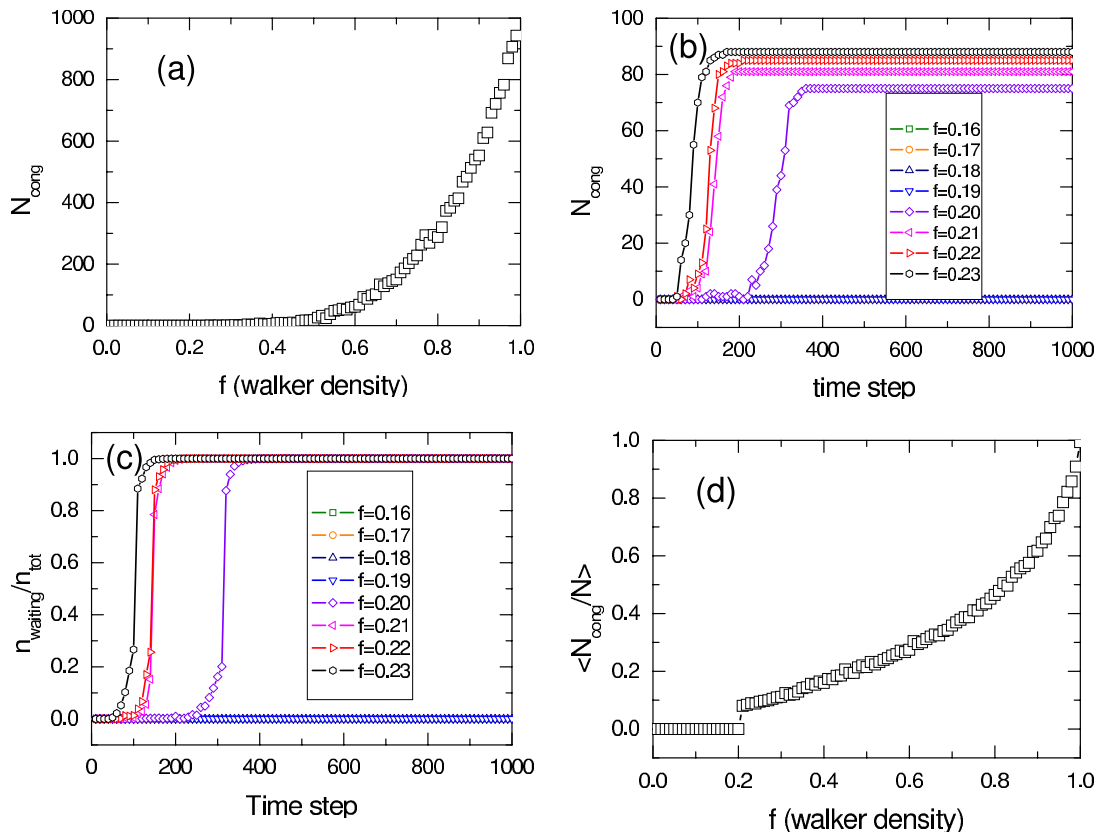 (a)
1000
800
600
400
200
0
N_cong
0.0 0.2 0.4 0.6 0.8 1.0
f (walker density)
(b)
100
80
60
40
20
0
N_cong
f=0.16
f=0.17
f=0.18
f=0.19
f=0.20
f=0.21
f=0.22
f=0.23
0 200 400 600 800 1000
time step
(c)
1.0
0.8
0.6
0.4
0.2
0.0
n_waiting/n_tot
f=0.16
f=0.17
f=0.18
f=0.19
f=0.20
f=0.21
f=0.22
f=0.23
0 200 400 600 800 1000
Time step
(d)
1.0
0.8
0.6
0.4
0.2
0.0
<N_cong/N>
0.0 0.2 0.4 0.6 0.8 1.0
f (walker density)